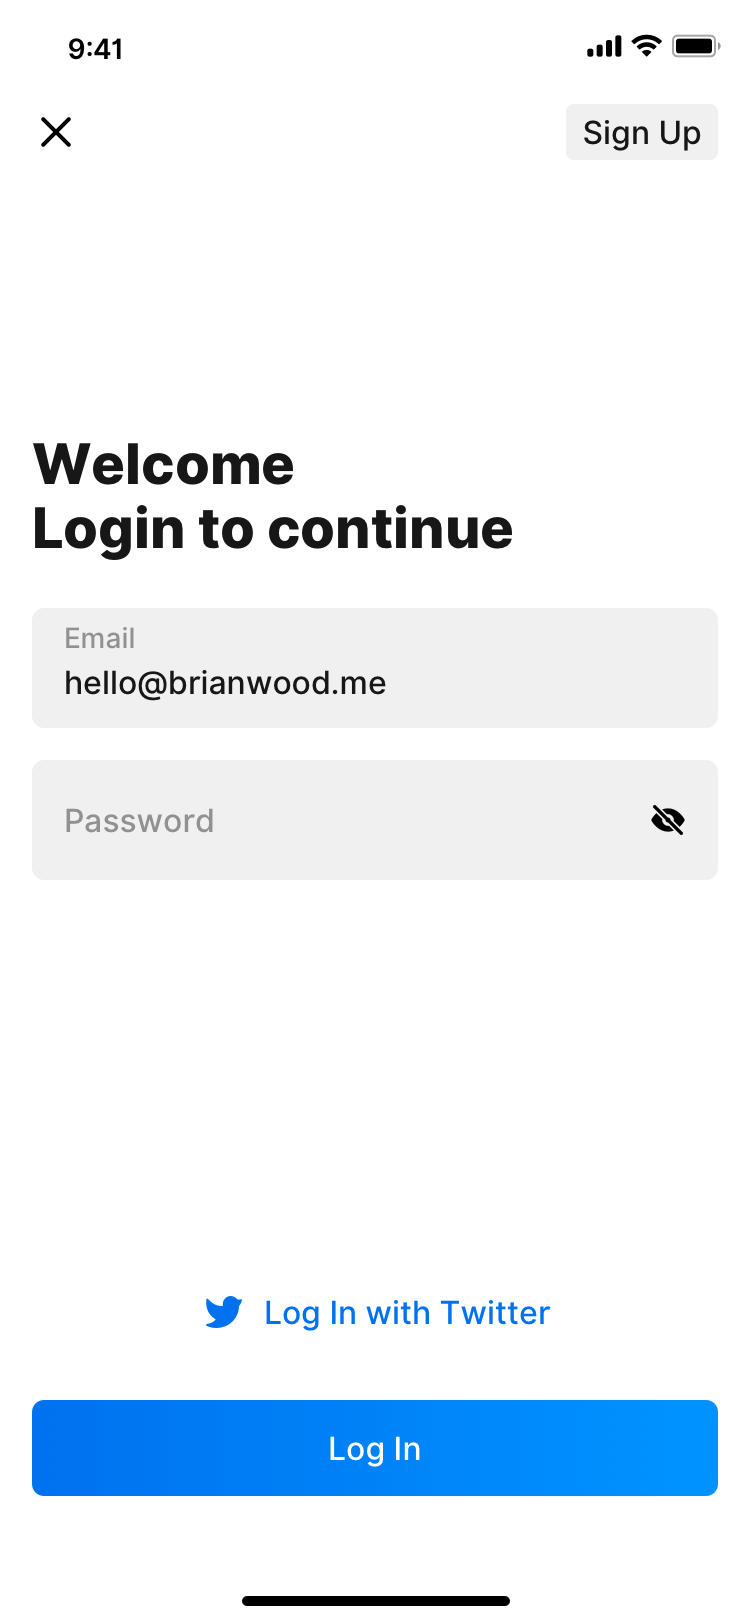 9:41
Sign Up
Welcome
Login to continue
Email
hello@brianwood.me
Password
Log In with Twitter
Log In